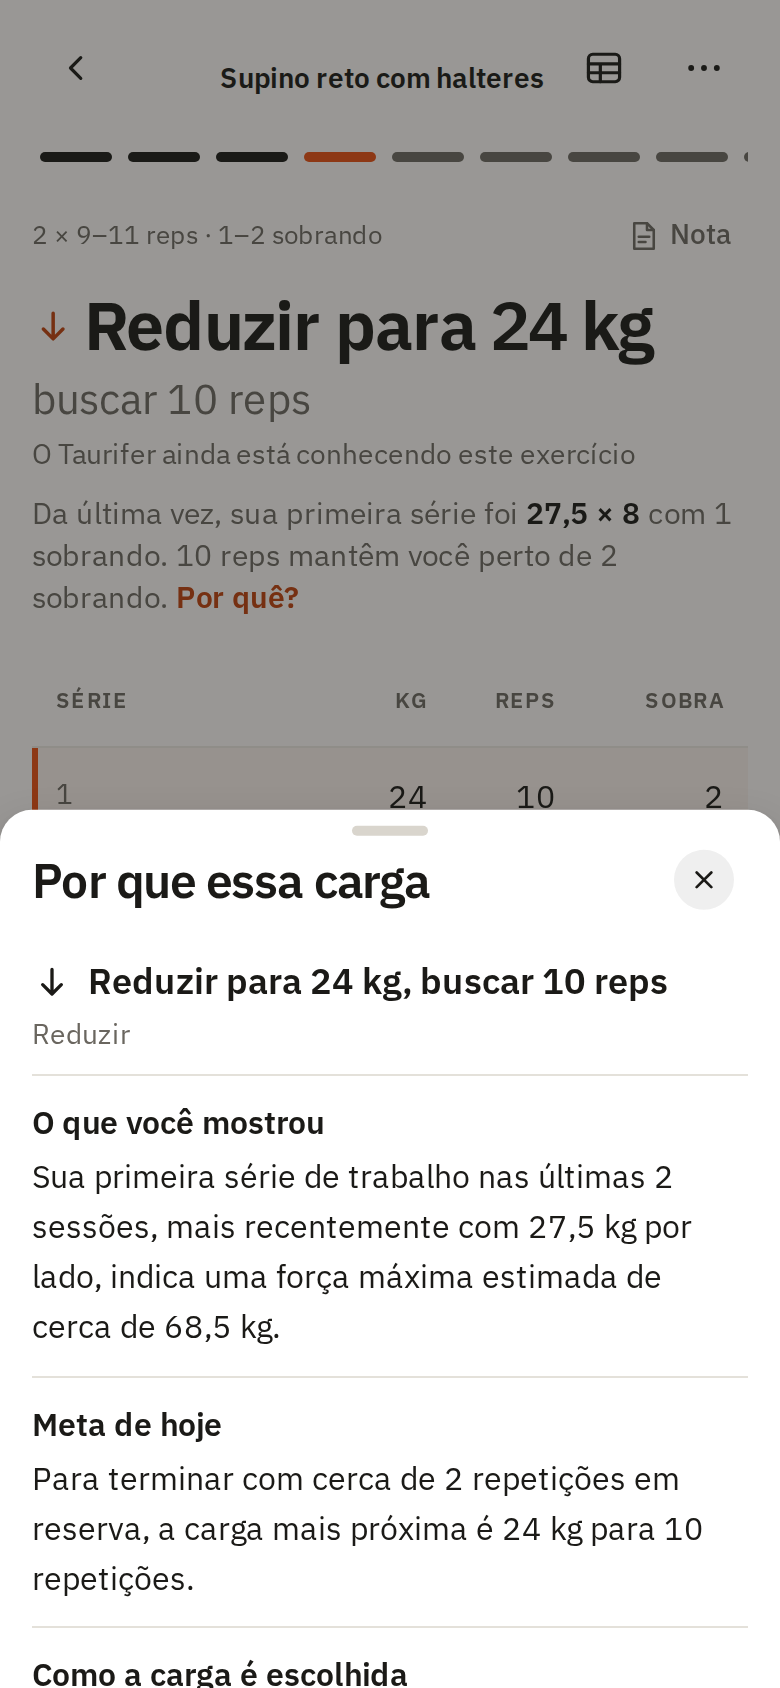 Supino reto com halteres
2 × 9–11 reps · 1–2 sobrando
Nota
↓ Reduzir para 24 kg
buscar 10 reps
O Taurifer ainda está conhecendo este exercício
Da última vez, sua primeira série foi 27,5 × 8 com 1
sobrando. 10 reps mantêm você perto de 2
sobrando. Por quê?
SÉRIE KG REPS SOBRA
1 24 10 2
Por que essa carga
↓ Reduzir para 24 kg, buscar 10 reps
Reduzir
O que você mostrou
Sua primeira série de trabalho nas últimas 2
sessões, mais recentemente com 27,5 kg por
lado, indica uma força máxima estimada de
cerca de 68,5 kg.
Meta de hoje
Para terminar com cerca de 2 repetições em
reserva, a carga mais próxima é 24 kg para 10
repetições.
Como a carga é escolhida